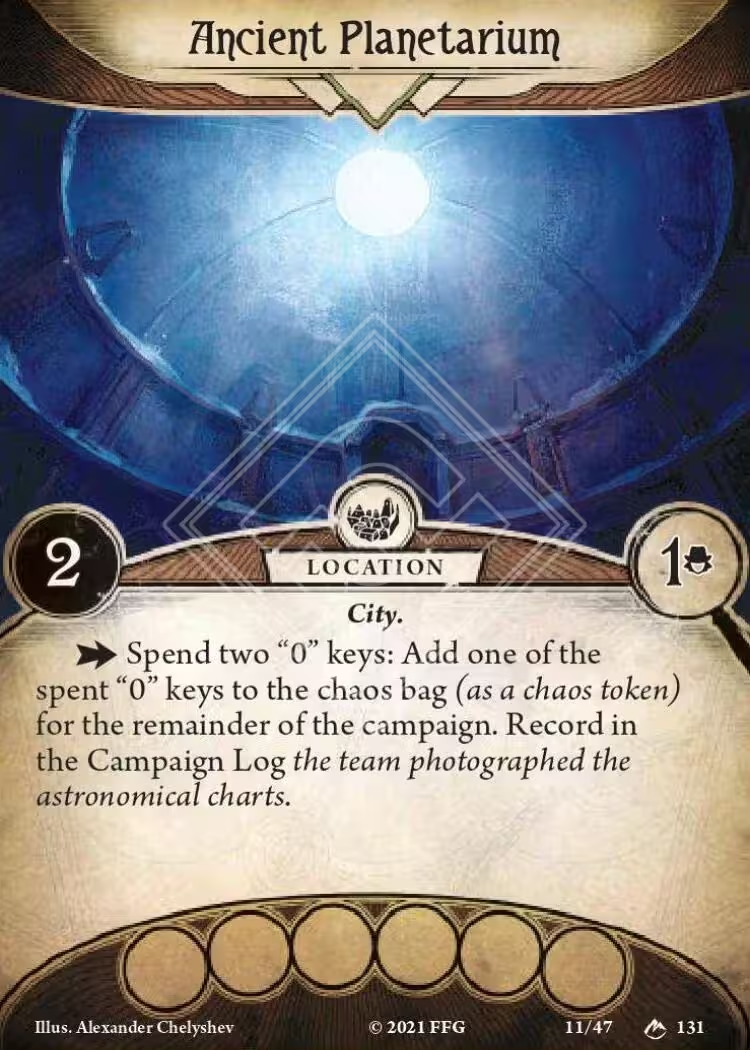 Ancient Planetarium
2
LOCATION
1
City.
Spend two “0” keys: Add one of the
spent “0” keys to the chaos bag (as a chaos token)
for the remainder of the campaign. Record in
the Campaign Log the team photographed the
astronomical charts.
Illus. Alexander Chelyshev © 2021 FFG 11/47 131